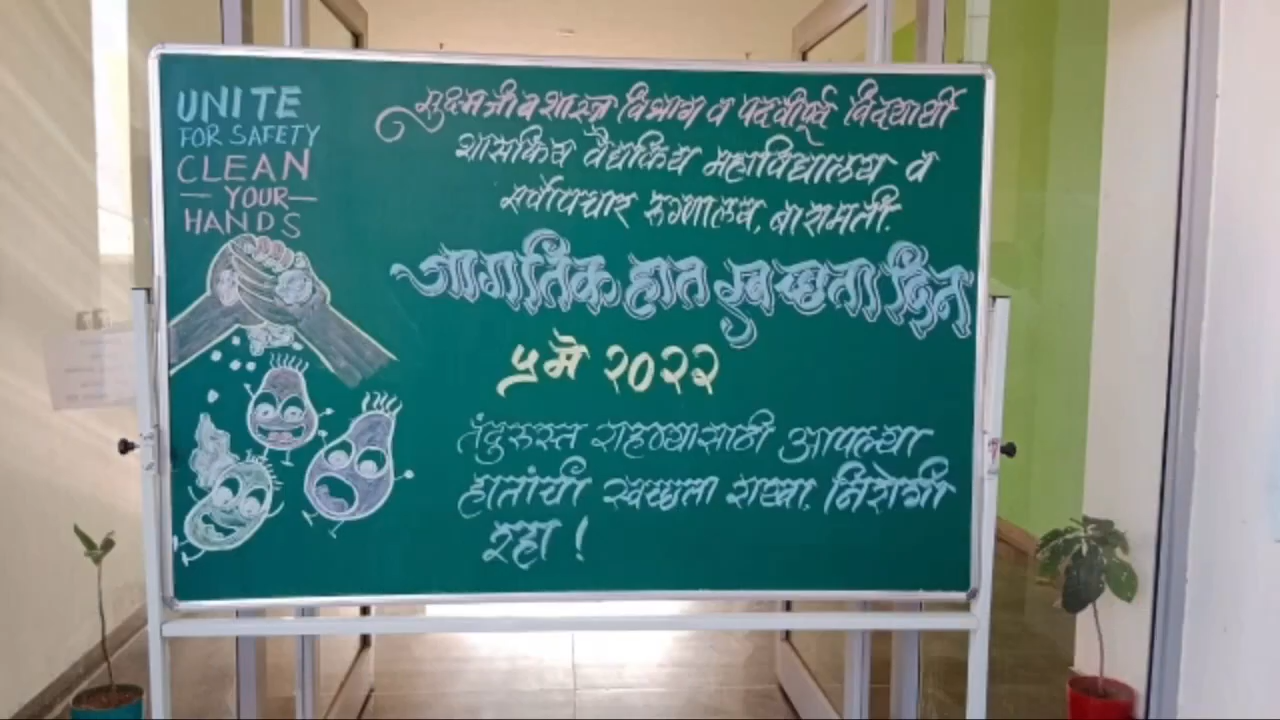 UNITE
FOR SAFETY
CLEAN
— YOUR —
HANDS
सुक्ष्मजीवशास्त्र विभाग व पदवीपूर्व विद्यार्थी
शासकिय वैद्यकिय महाविद्यालय व
सर्वोपचार रुग्णालय, बारामती.
जागतिक हात स्वच्छता दिन
५ मे २०२२
तंदुरुस्त राहण्यासाठी आपल्या
हातांची स्वच्छता राखा, निरोगी
रहा !